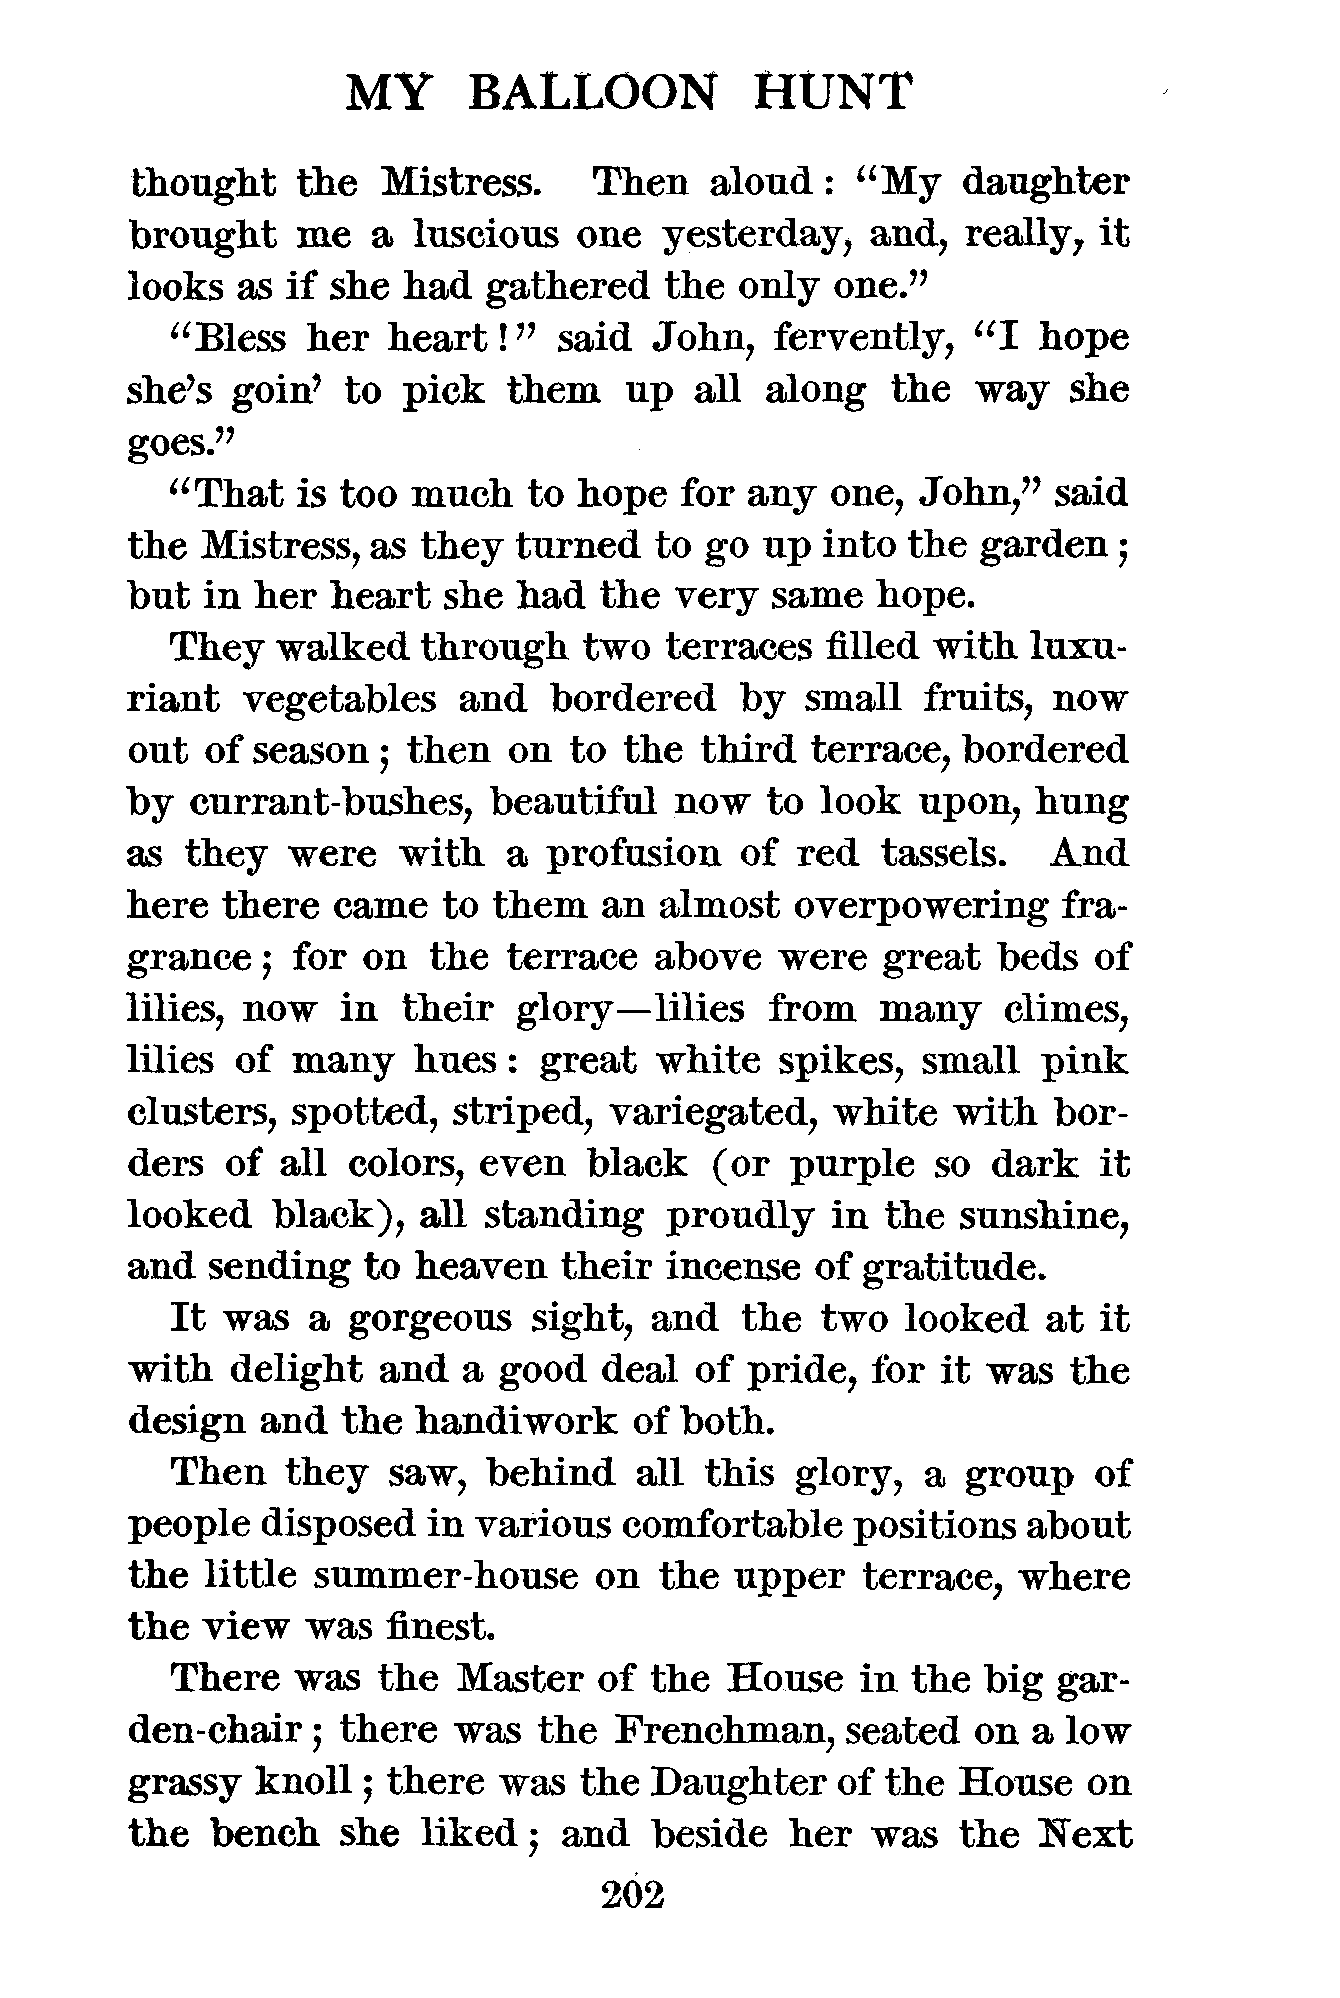 MY BALLOON HUNT
thought the Mistress. Then aloud: "My daughter
brought me a luscious one yesterday, and, really, it
looks as if she had gathered the only one."
"Bless her heart!" said John, fervently, "I hope
she's goin' to pick them up all along the way she
goes."
"That is too much to hope for any one, John," said
the Mistress, as they turned to go up into the garden;
but in her heart she had the very same hope.
They walked through two terraces filled with luxu-
riant vegetables and bordered by small fruits, now
out of season; then on to the third terrace, bordered
by currant-bushes, beautiful now to look upon, hung
as they were with a profusion of red tassels. And
here there came to them an almost overpowering fra-
grance; for on the terrace above were great beds of
lilies, now in their glory—lilies from many climes,
lilies of many hues: great white spikes, small pink
clusters, spotted, striped, variegated, white with bor-
ders of all colors, even black (or purple so dark it
looked black), all standing proudly in the sunshine,
and sending to heaven their incense of gratitude.
It was a gorgeous sight, and the two looked at it
with delight and a good deal of pride, for it was the
design and the handiwork of both.
Then they saw, behind all this glory, a group of
people disposed in various comfortable positions about
the little summer-house on the upper terrace, where
the view was finest.
There was the Master of the House in the big gar-
den-chair; there was the Frenchman, seated on a low
grassy knoll; there was the Daughter of the House on
the bench she liked; and beside her was the Next
202